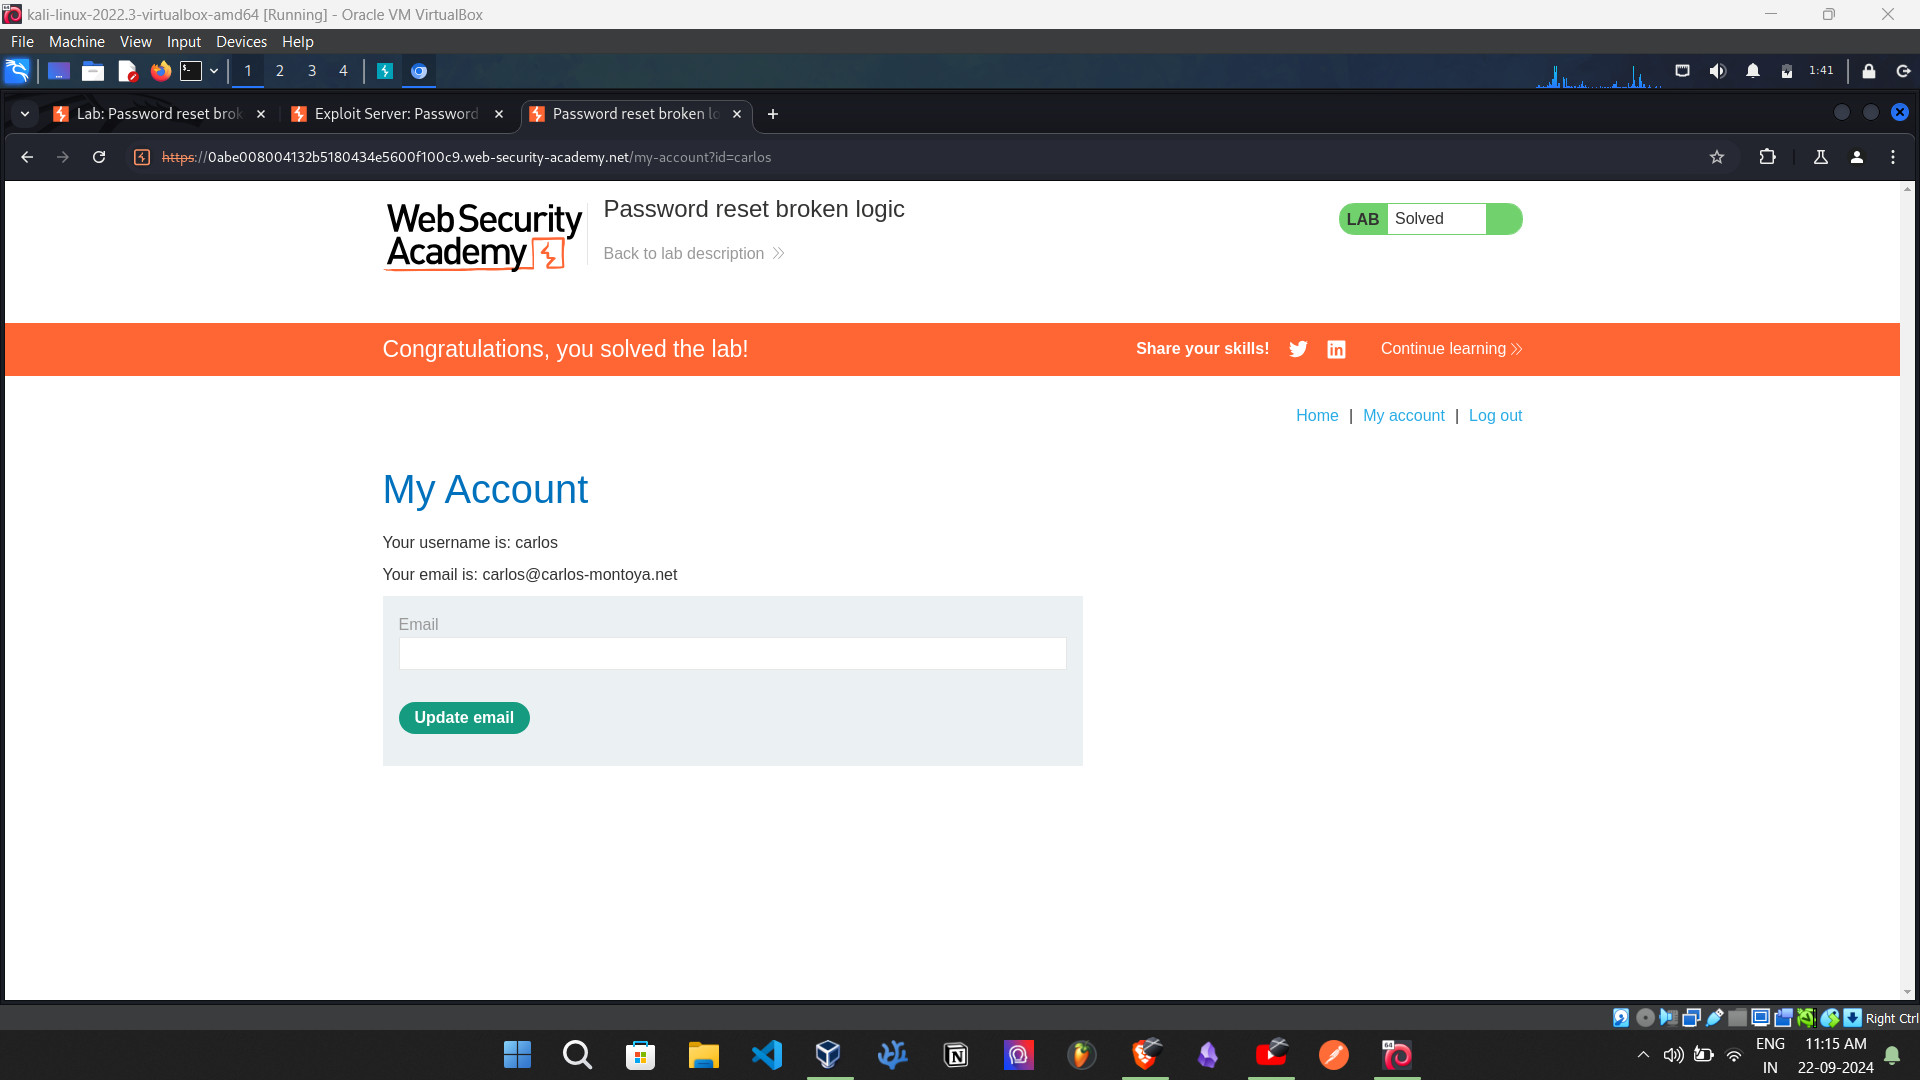 kali-linux-2022.3-virtualbox-amd64 [Running] - Oracle VM VirtualBox
File Machine View Input Devices Help
1 2 3 4
1:41
Lab: Password reset brok
Exploit Server: Password
Password reset broken lo
https://0abe008004132b5180434e5600f100c9.web-security-academy.net/my-account?id=carlos
Web Security
Academy
Password reset broken logic
Back to lab description
LAB Solved
Congratulations, you solved the lab!
Share your skills!
Continue learning
Home | My account | Log out
My Account
Your username is: carlos
Your email is: carlos@carlos-montoya.net
Email
Update email
Right Ctrl
ENG
IN
11:15 AM
22-09-2024